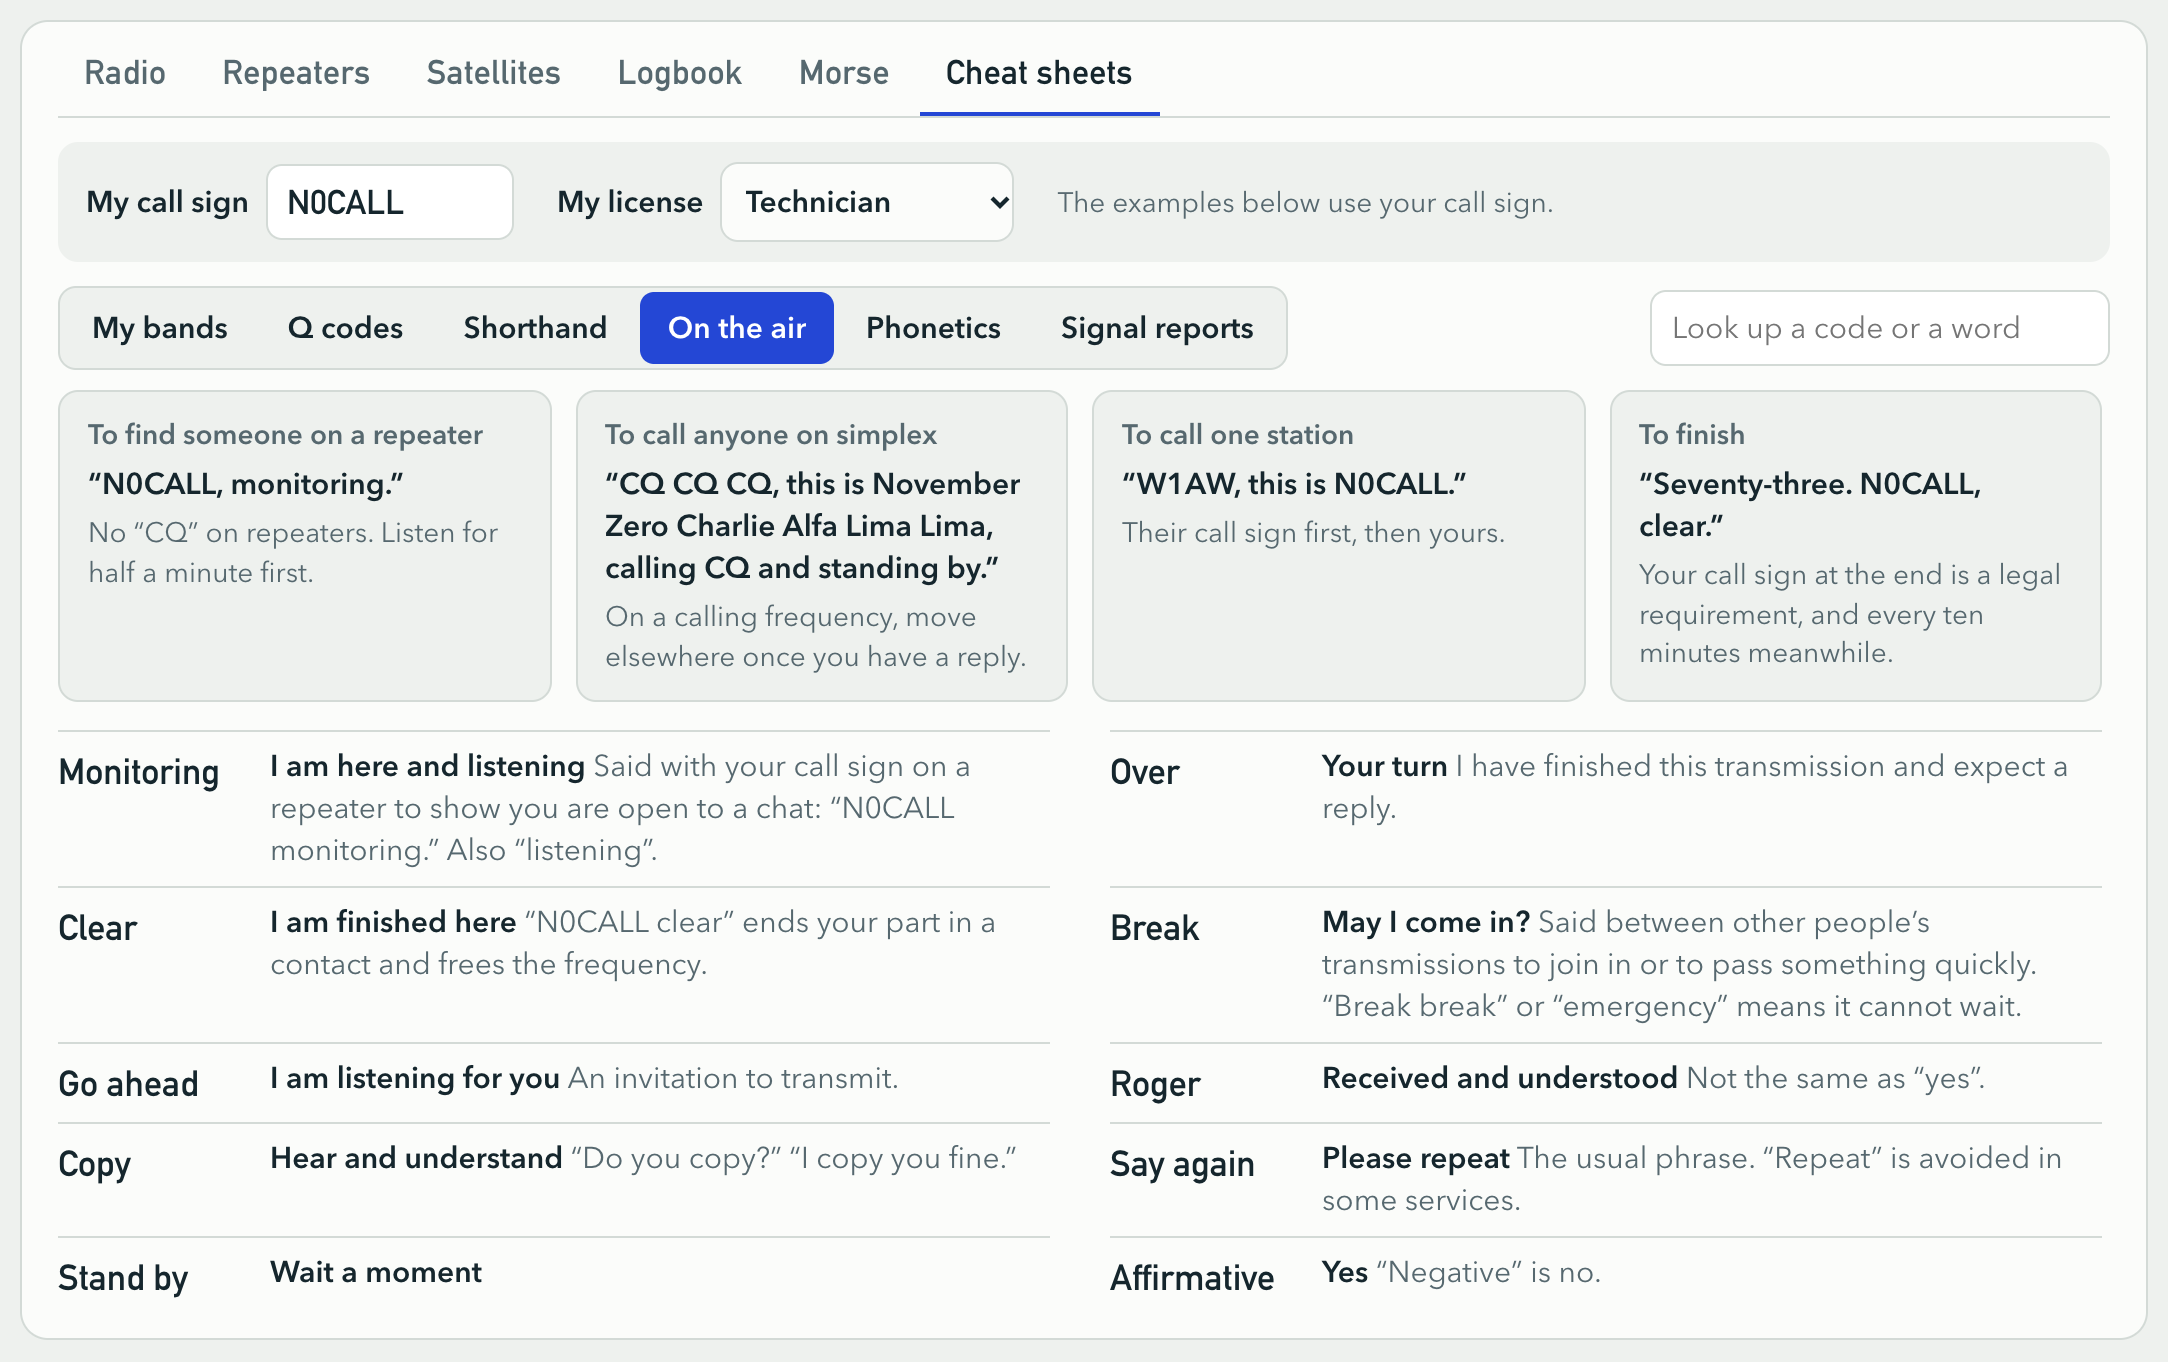 Radio Repeaters Satellites Logbook Morse Cheat sheets
My call sign N0CALL My license Technician The examples below use your call sign.
My bands Q codes Shorthand On the air Phonetics Signal reports Look up a code or a word
To find someone on a repeater
“N0CALL, monitoring.”
No “CQ” on repeaters. Listen for
half a minute first.
To call anyone on simplex
“CQ CQ CQ, this is November
Zero Charlie Alfa Lima Lima,
calling CQ and standing by.”
On a calling frequency, move
elsewhere once you have a reply.
To call one station
“W1AW, this is N0CALL.”
Their call sign first, then yours.
To finish
“Seventy-three. N0CALL,
clear.”
Your call sign at the end is a legal
requirement, and every ten
minutes meanwhile.
Monitoring I am here and listening Said with your call sign on a
repeater to show you are open to a chat: “N0CALL
monitoring.” Also “listening”.
Over Your turn I have finished this transmission and expect a
reply.
Clear I am finished here “N0CALL clear” ends your part in a
contact and frees the frequency.
Break May I come in? Said between other people’s
transmissions to join in or to pass something quickly.
“Break break” or “emergency” means it cannot wait.
Go ahead I am listening for you An invitation to transmit.
Roger Received and understood Not the same as “yes”.
Copy Hear and understand “Do you copy?” “I copy you fine.”
Say again Please repeat The usual phrase. “Repeat” is avoided in
some services.
Stand by Wait a moment
Affirmative Yes “Negative” is no.